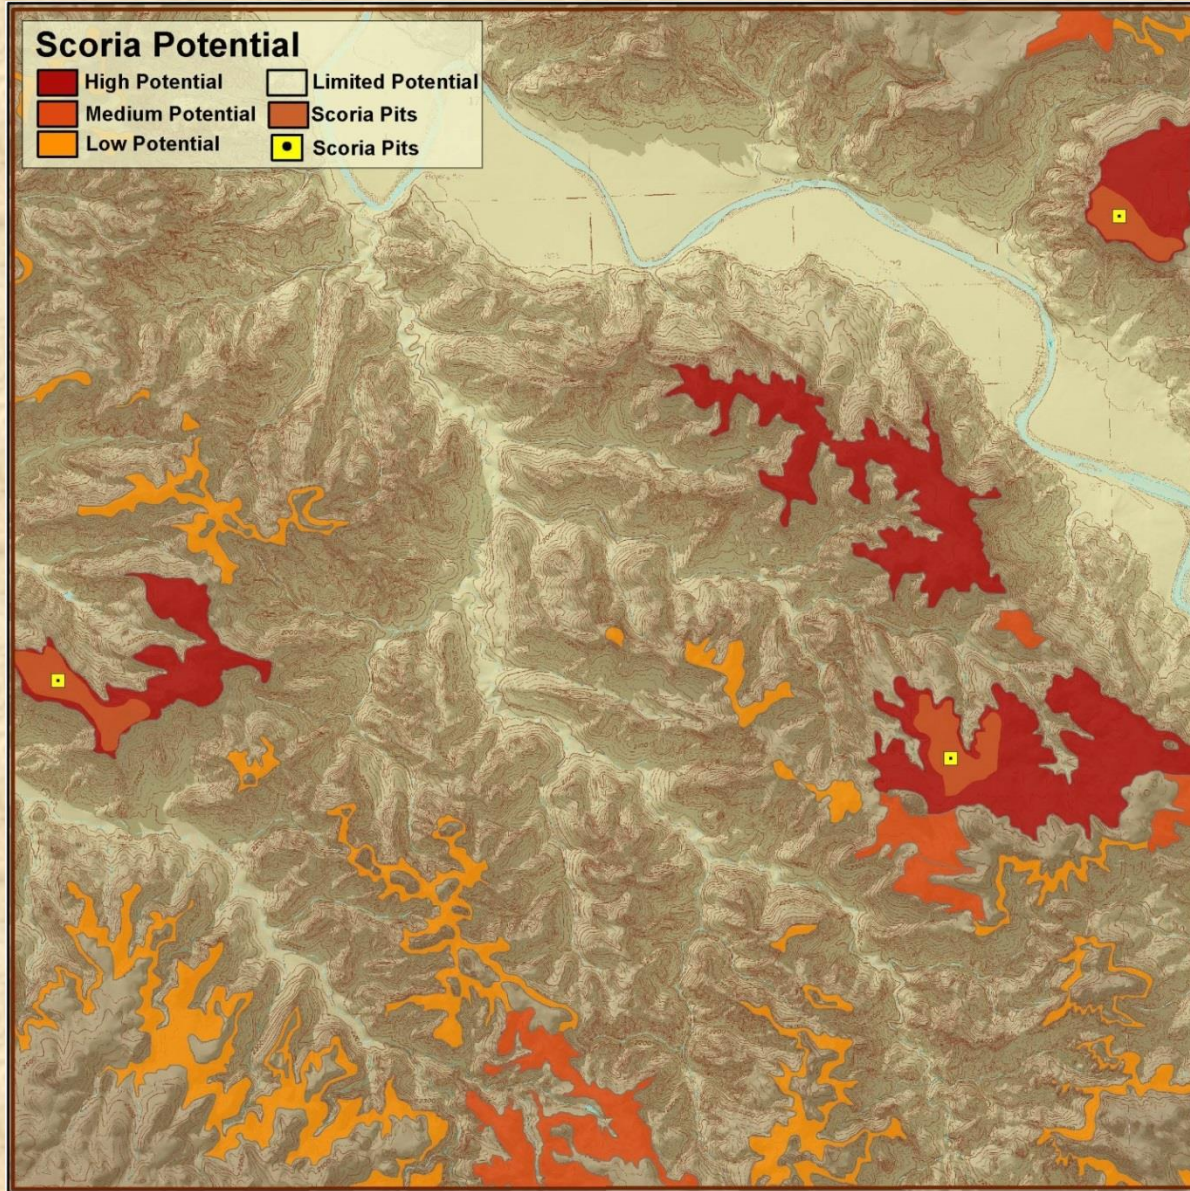 Scoria Potential
High Potential
Limited Potential
Medium Potential
Scoria Pits
Low Potential
Scoria Pits